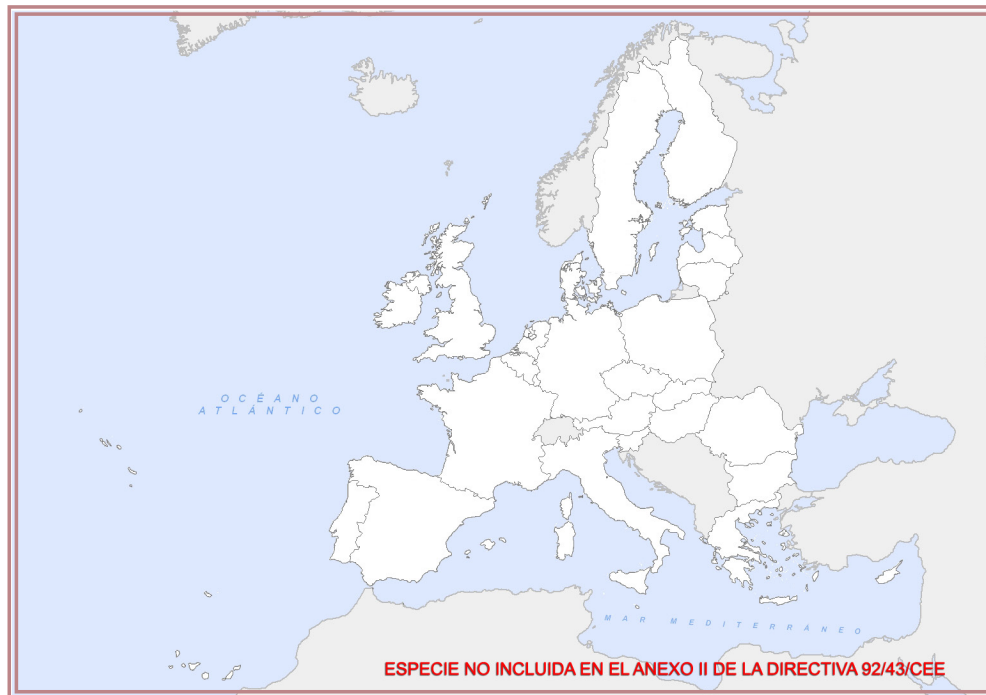 OCÉANO
ATLÁNTICO
MAR MEDITERRÁNEO
ESPECIE NO INCLUIDA EN EL ANEXO II DE LA DIRECTIVA 92/43/CEE